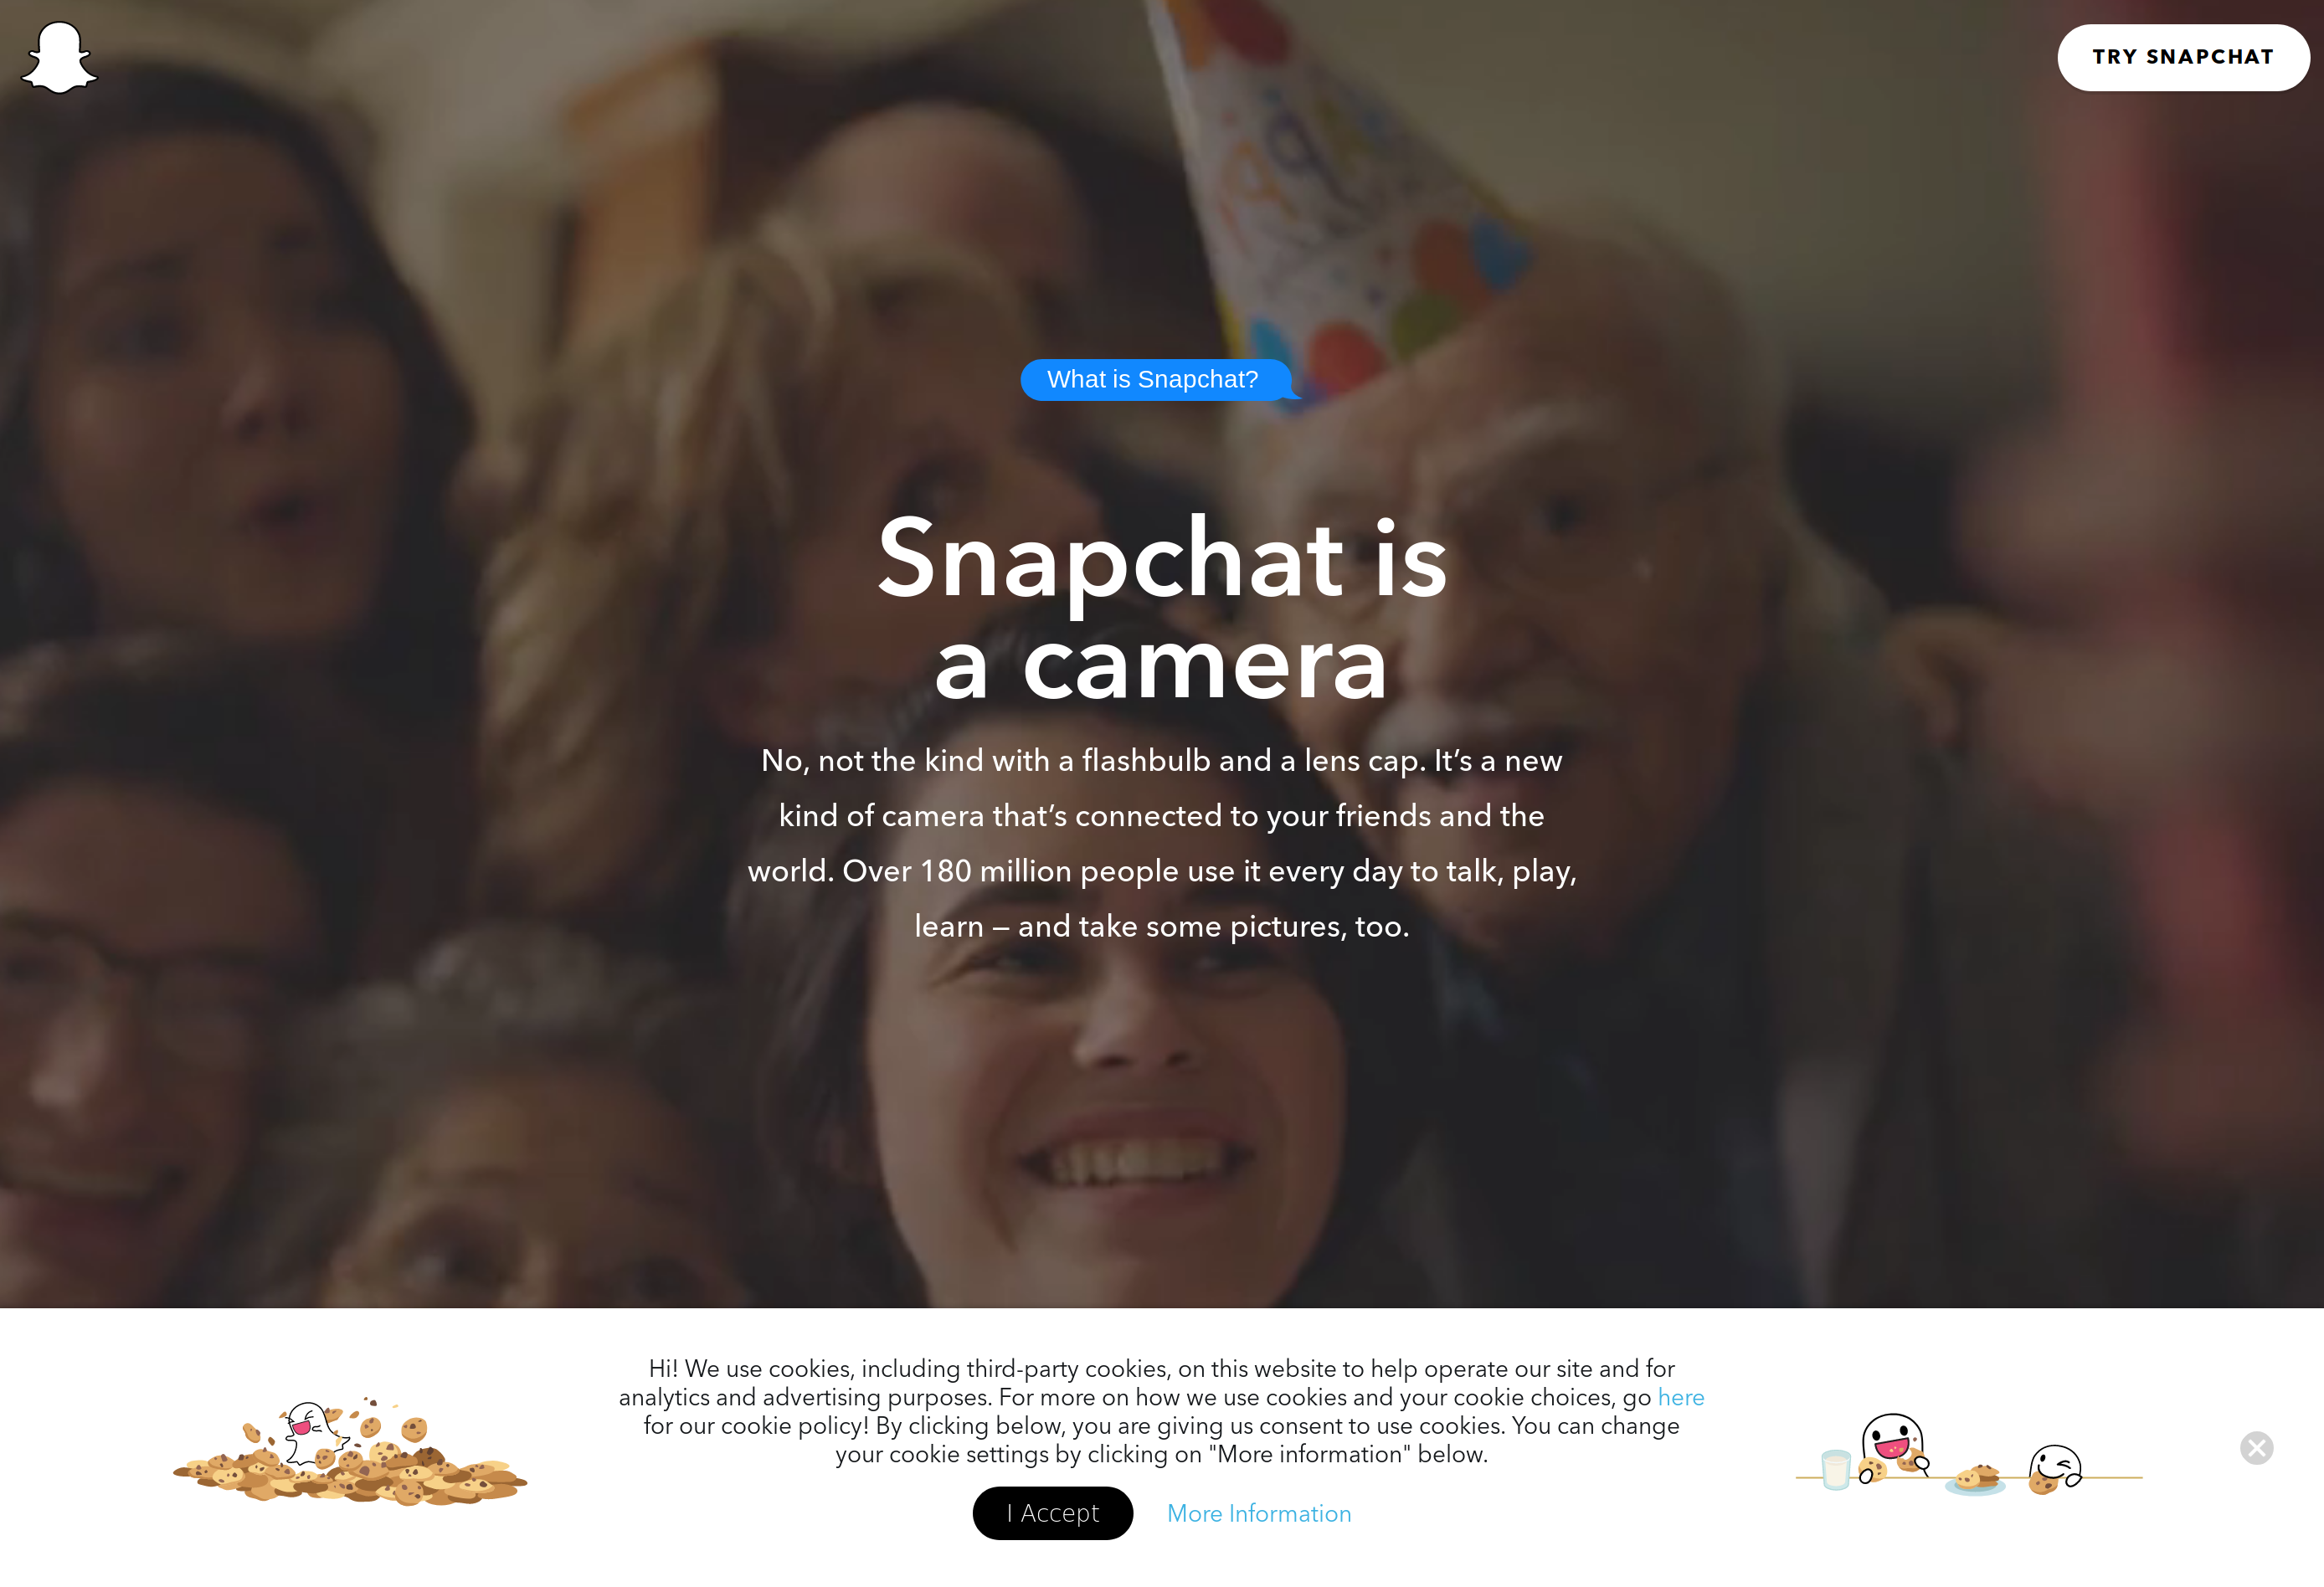 TRY SNAPCHAT
What is Snapchat?
Snapchat is
a camera
No, not the kind with a flashbulb and a lens cap. It’s a new
kind of camera that’s connected to your friends and the
world. Over 180 million people use it every day to talk, play,
learn – and take some pictures, too.
Hi! We use cookies, including third-party cookies, on this website to help operate our site and for
analytics and advertising purposes. For more on how we use cookies and your cookie choices, go here
for our cookie policy! By clicking below, you are giving us consent to use cookies. You can change
your cookie settings by clicking on "More information" below.
I Accept
More Information